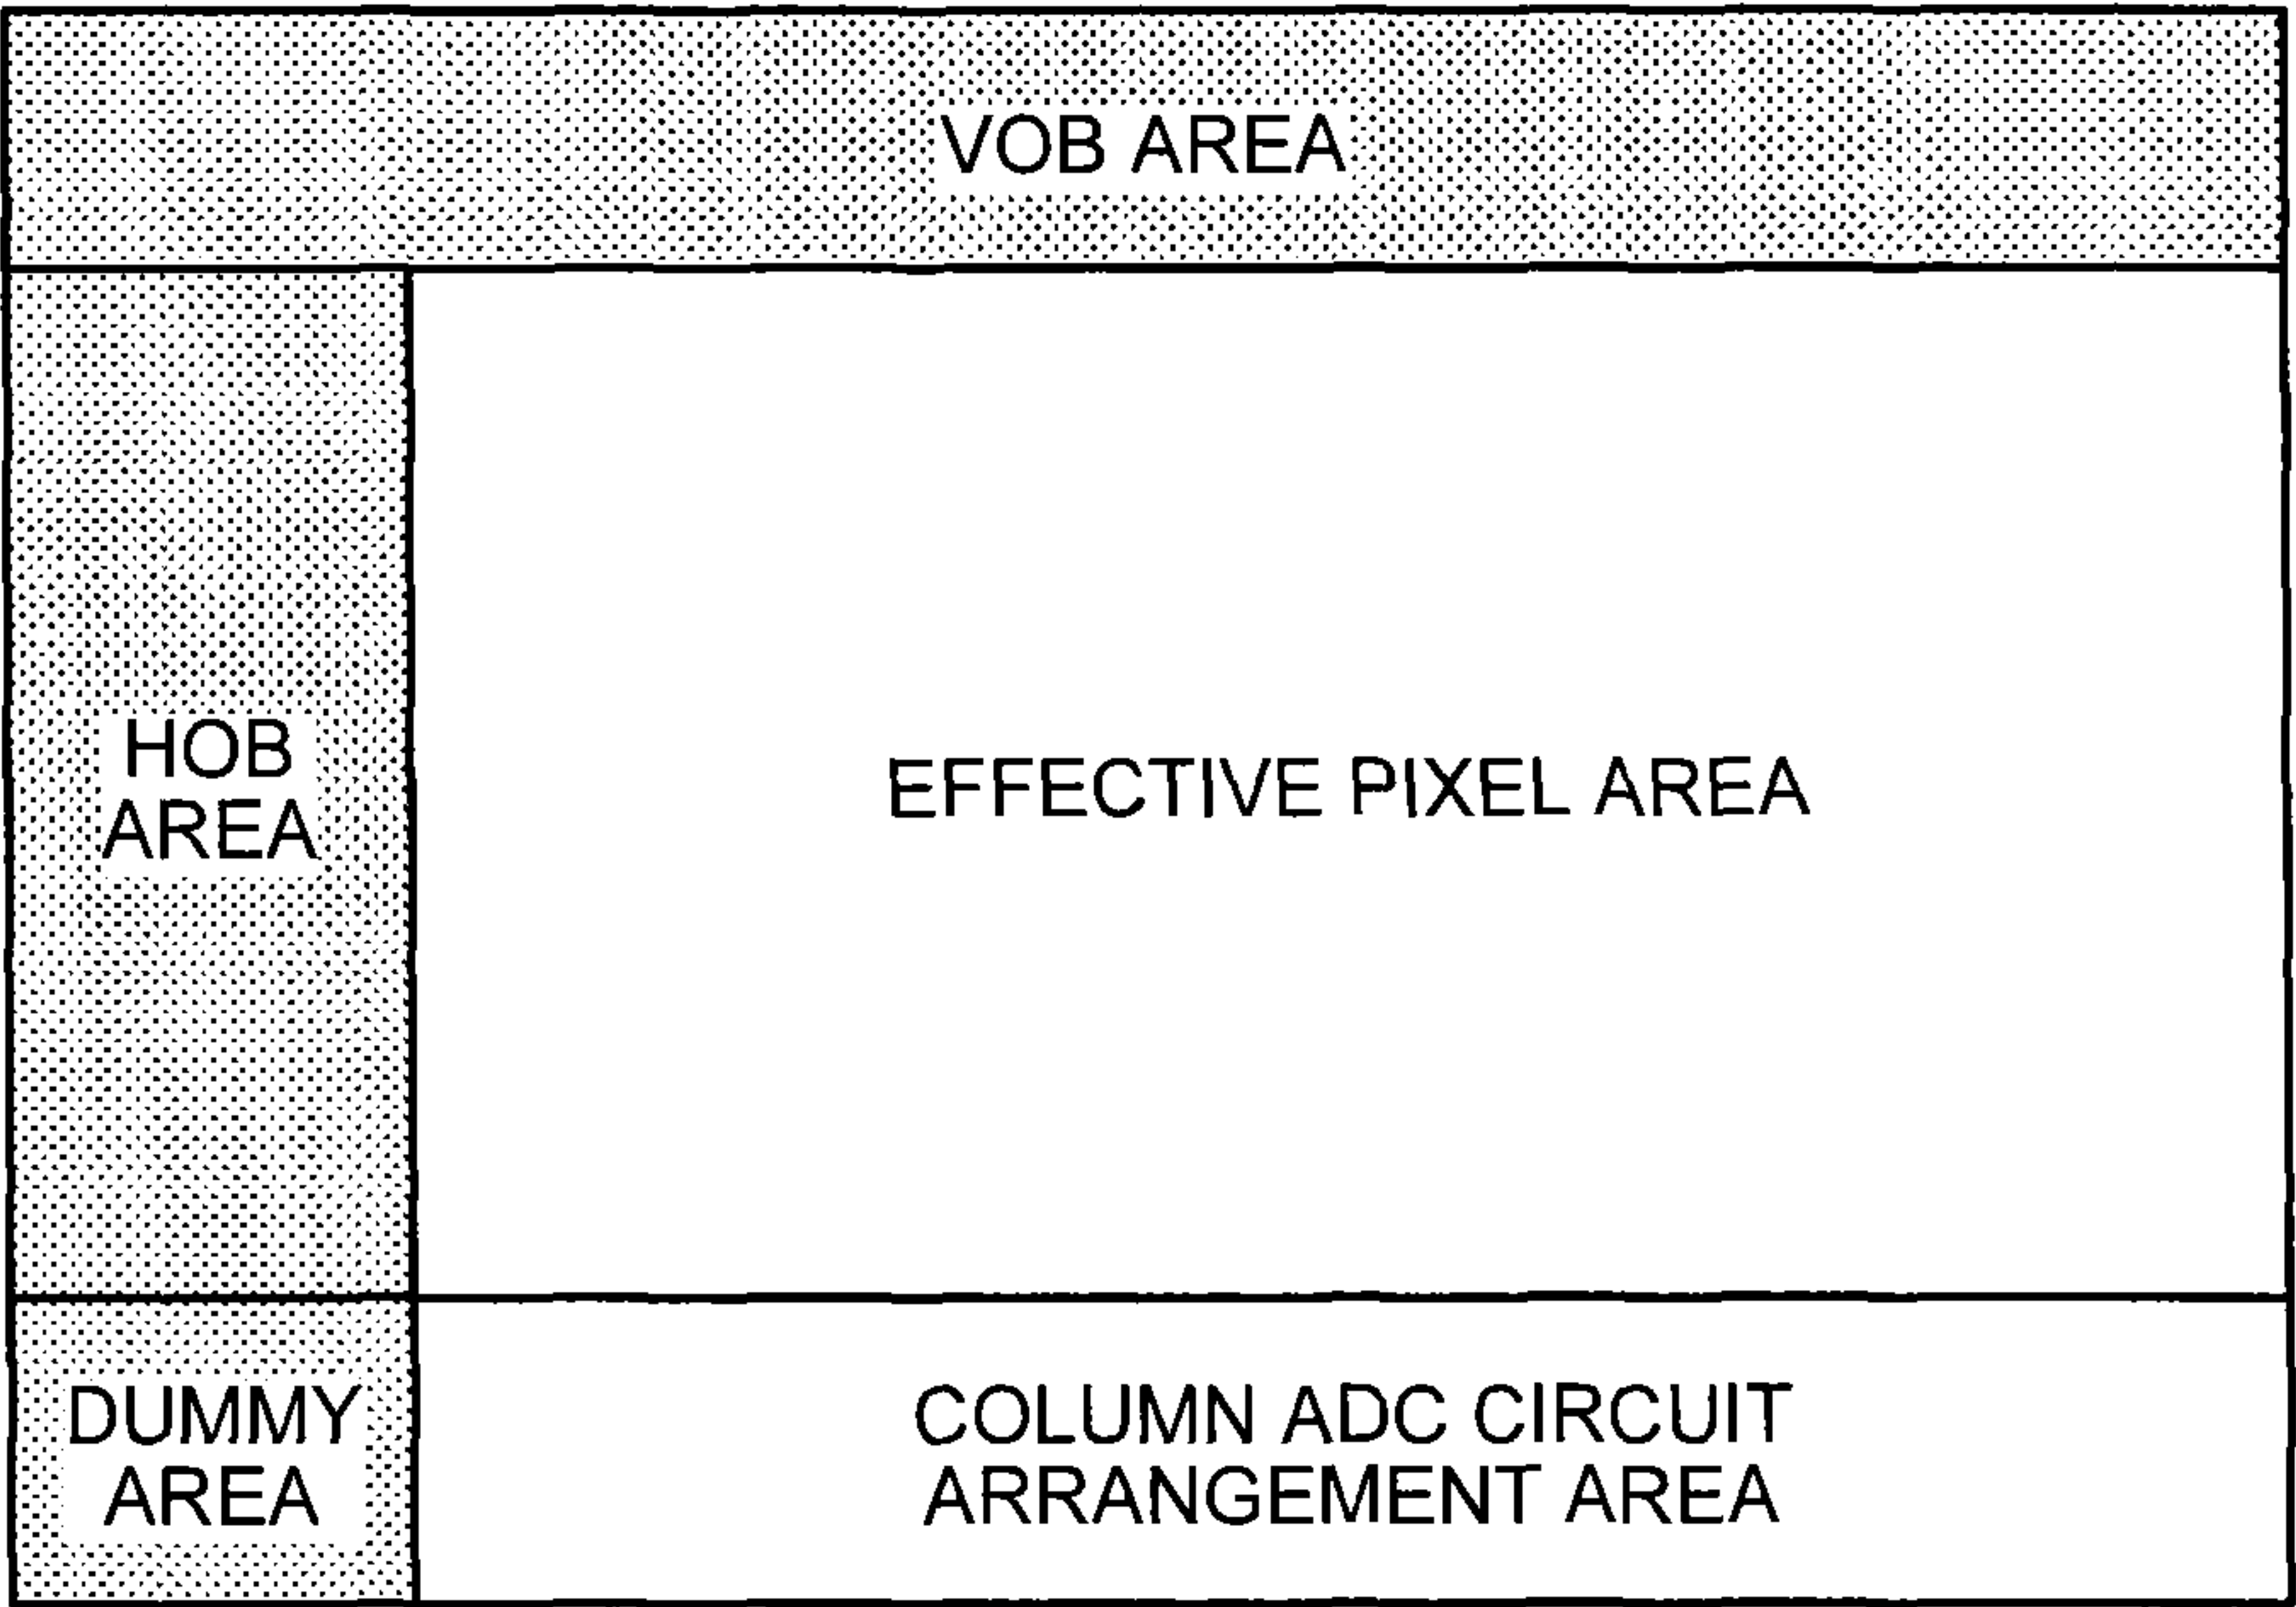 VOB AREA
HOB
AREA
EFFECTIVE PIXEL AREA
DUMMY
AREA
COLUMN ADC CIRCUIT
ARRANGEMENT AREA